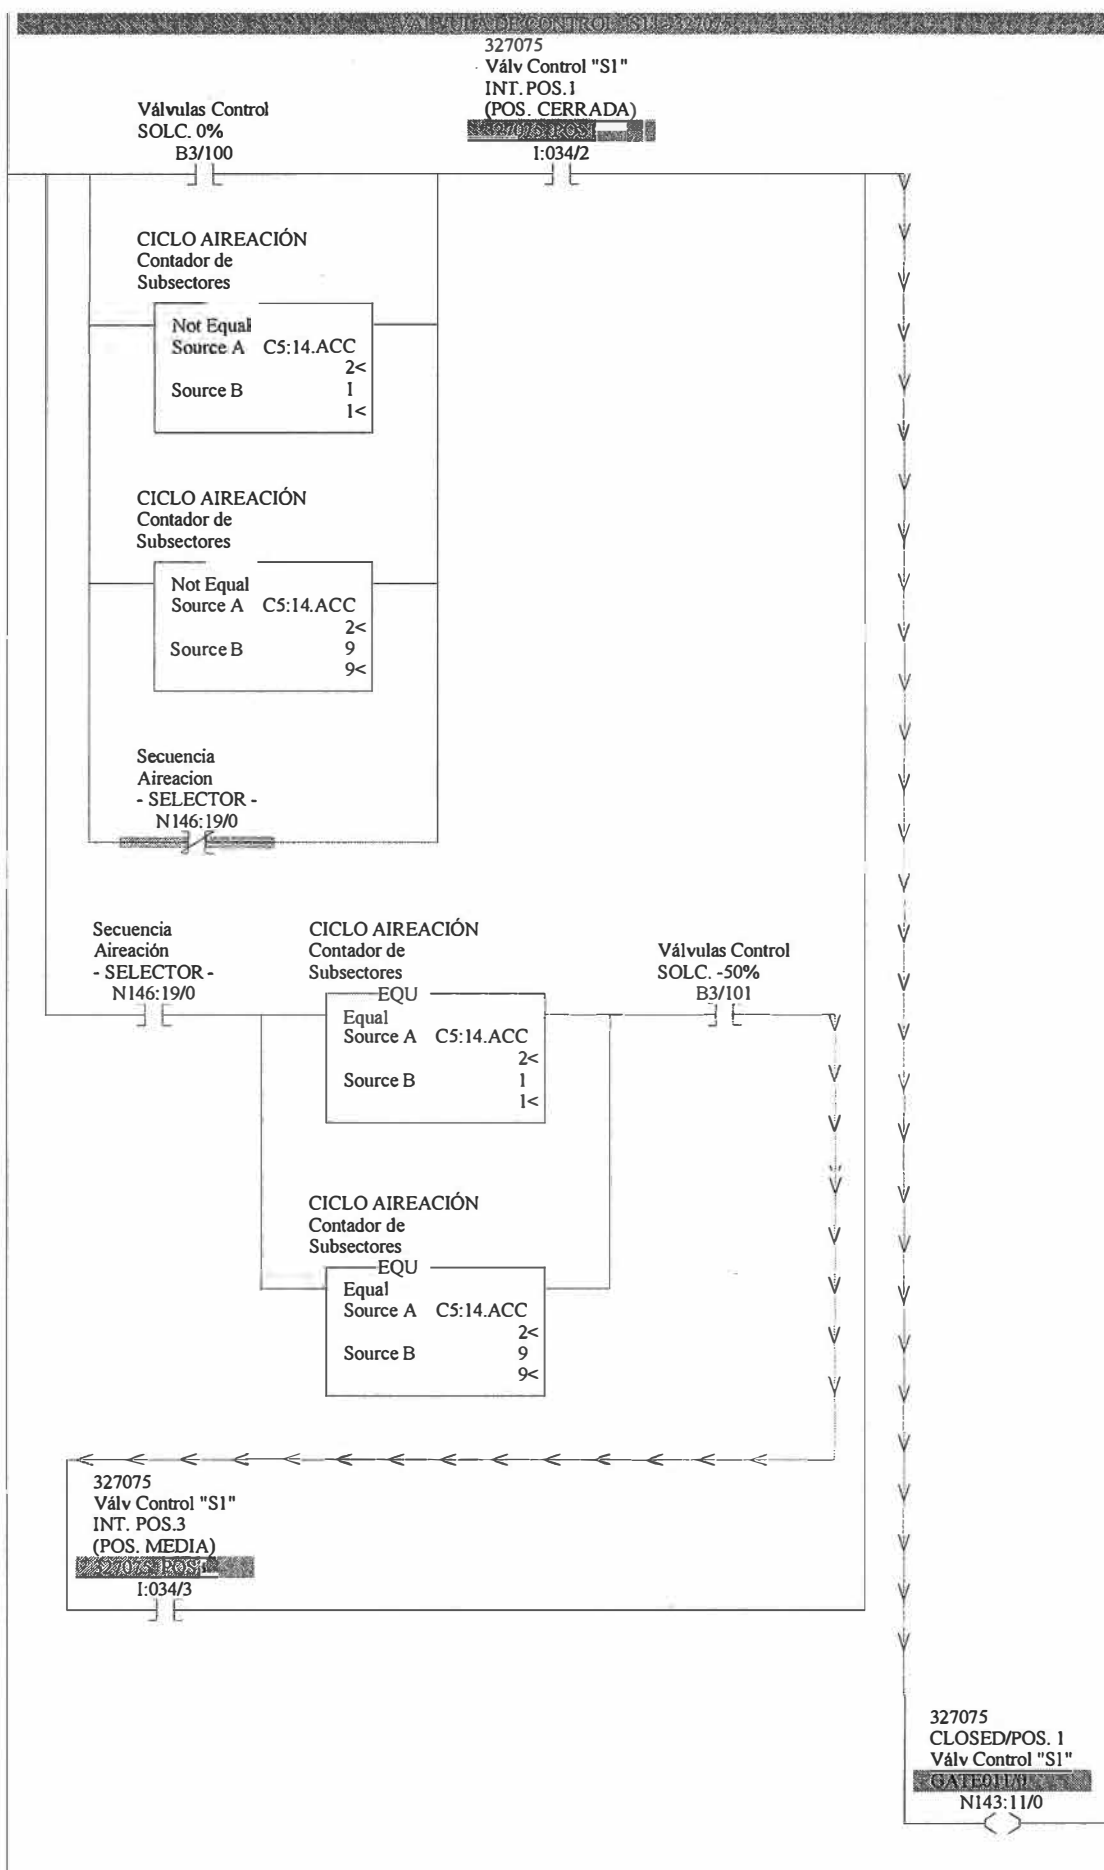 VALVULA DE CONTROL "S1" - 327075
327075
Válv Control "S1"
INT. POS.1
(POS. CERRADA)
I:034/2
Válvulas Control
SOLC. 0%
B3/100
CICLO AIREACIÓN
Contador de
Subsectores
Not Equal
Source A C5:14.ACC
2<
Source B 1
1<
CICLO AIREACIÓN
Contador de
Subsectores
Not Equal
Source A C5:14.ACC
2<
Source B 9
9<
Secuencia
Aireacion
- SELECTOR -
N146:19/0
Secuencia
Aireación
- SELECTOR -
N146:19/0
CICLO AIREACIÓN
Contador de
Subsectores
EQU
Equal
Source A C5:14.ACC
2<
Source B 1
1<
Válvulas Control
SOLC. -50%
B3/101
CICLO AIREACIÓN
Contador de
Subsectores
EQU
Equal
Source A C5:14.ACC
2<
Source B 9
9<
327075
Válv Control "S1"
INT. POS.3
(POS. MEDIA)
I:034/3
327075
CLOSED/POS. 1
Válv Control "S1"
N143:11/0